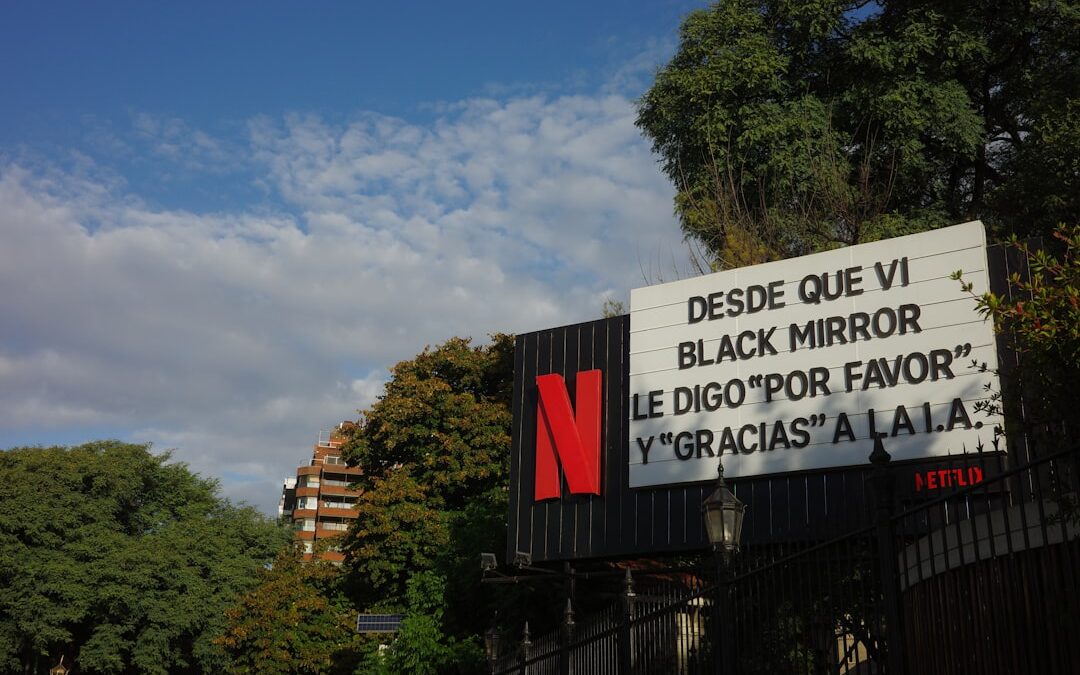 DESDE QUE VI
BLACK MIRROR
LE DIGO "POR FAVOR"
Y "GRACIAS" A LA I.A.
N
NETFLIX